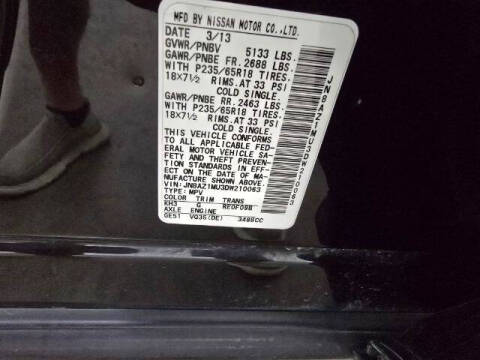 MFD BY NISSAN MOTOR CO.,LTD.
DATE 3/13
GVWR/PNBV 5133 LBS.
GAWR/PNBE FR. 2688 LBS.
WITH P235/65R18 TIRES.
18X7½ RIMS.AT 33 PSI
COLD SINGLE.
GAWR/PNBE RR. 2463 LBS.
WITH P235/65R18 TIRES.
18X7½ RIMS.AT 33 PSI
COLD SINGLE.
THIS VEHICLE CONFORMS
TO ALL APPLICABLE FED-
ERAL MOTOR VEHICLE SA-
FETY AND THEFT PREVEN-
TION STANDARDS IN EFF-
ECT ON THE DATE OF MA-
NUFACTURE SHOWN ABOVE.
VIN:JN8AZ1MU3DW210063
TYPE:MPV
COLOR TRIM TRANS
KH3 G RE0F09B
AXLE ENGINE
GE51 VQ35(DE) 3498CC
JN8AZ1MU3DW210063